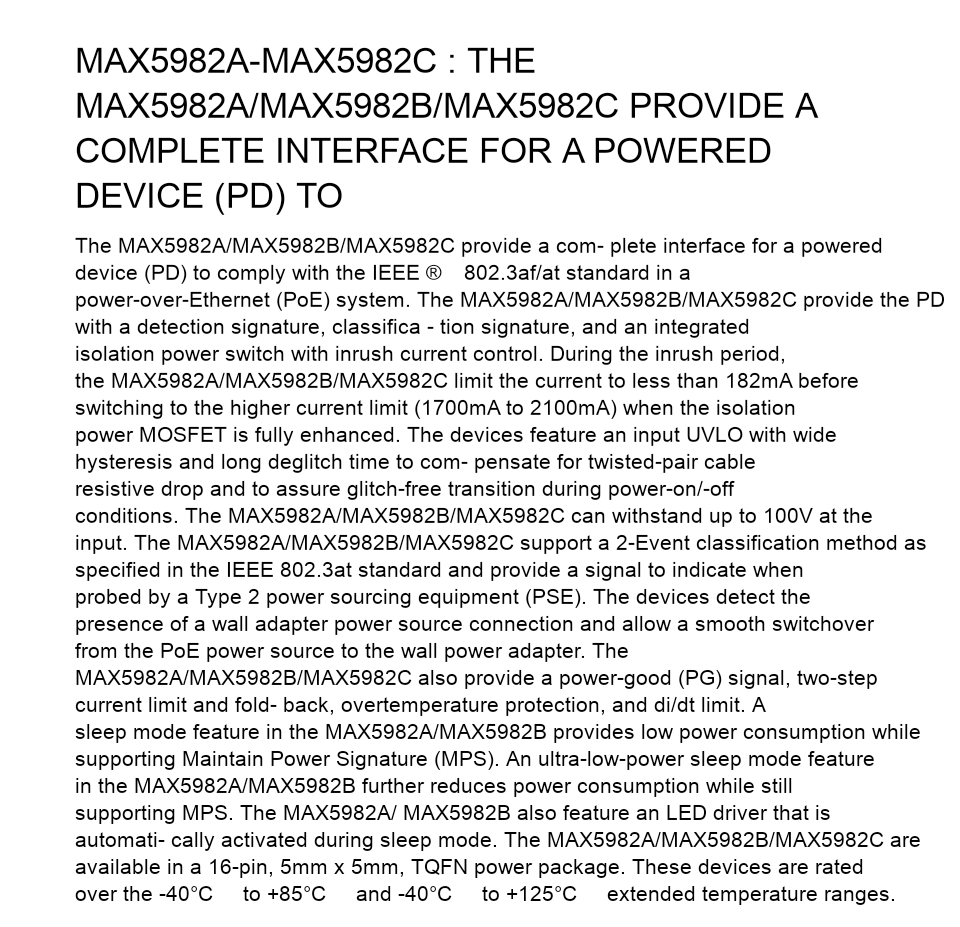 MAX5982A-MAX5982C : THE
MAX5982A/MAX5982B/MAX5982C PROVIDE A
COMPLETE INTERFACE FOR A POWERED
DEVICE (PD) TO
The MAX5982A/MAX5982B/MAX5982C provide a com- plete interface for a powered
device (PD) to comply with the IEEE ® 802.3af/at standard in a
power-over-Ethernet (PoE) system. The MAX5982A/MAX5982B/MAX5982C provide the PD
with a detection signature, classifica - tion signature, and an integrated
isolation power switch with inrush current control. During the inrush period,
the MAX5982A/MAX5982B/MAX5982C limit the current to less than 182mA before
switching to the higher current limit (1700mA to 2100mA) when the isolation
power MOSFET is fully enhanced. The devices feature an input UVLO with wide
hysteresis and long deglitch time to com- pensate for twisted-pair cable
resistive drop and to assure glitch-free transition during power-on/-off
conditions. The MAX5982A/MAX5982B/MAX5982C can withstand up to 100V at the
input. The MAX5982A/MAX5982B/MAX5982C support a 2-Event classification method as
specified in the IEEE 802.3at standard and provide a signal to indicate when
probed by a Type 2 power sourcing equipment (PSE). The devices detect the
presence of a wall adapter power source connection and allow a smooth switchover
from the PoE power source to the wall power adapter. The
MAX5982A/MAX5982B/MAX5982C also provide a power-good (PG) signal, two-step
current limit and fold- back, overtemperature protection, and di/dt limit. A
sleep mode feature in the MAX5982A/MAX5982B provides low power consumption while
supporting Maintain Power Signature (MPS). An ultra-low-power sleep mode feature
in the MAX5982A/MAX5982B further reduces power consumption while still
supporting MPS. The MAX5982A/ MAX5982B also feature an LED driver that is
automati- cally activated during sleep mode. The MAX5982A/MAX5982B/MAX5982C are
available in a 16-pin, 5mm x 5mm, TQFN power package. These devices are rated
over the -40°C to +85°C and -40°C to +125°C extended temperature ranges.